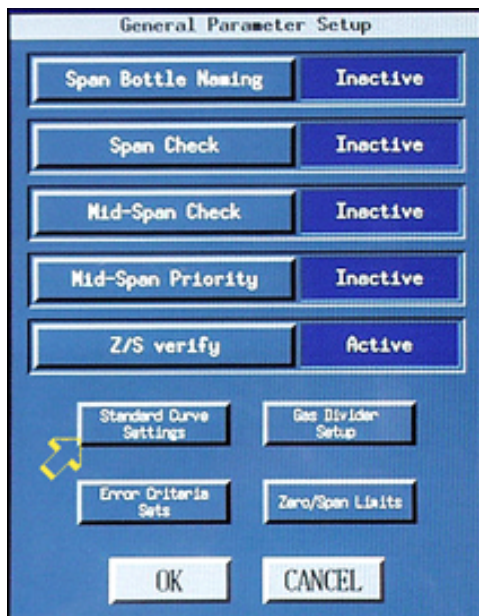 General Parameter Setup
Span Bottle Naming Inactive
Span Check Inactive
Mid-Span Check Inactive
Mid-Span Priority Inactive
Z/S verify Active
Standard Curve
Settings
Gas Divider
Setup
Error Criteria
Sets
Zero/Span Limits
OK CANCEL